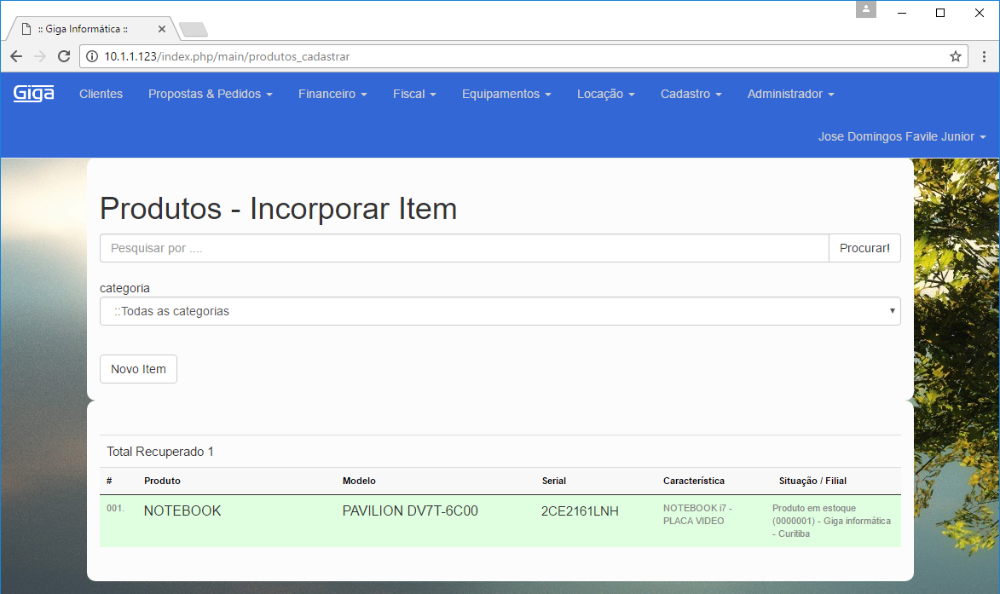 :: Giga Informática ::
10.1.1.123/index.php/main/produtos_cadastrar
Giga Clientes Propostas & Pedidos Financeiro Fiscal Equipamentos Locação Cadastro Administrador
Jose Domingos Favile Junior
Produtos - Incorporar Item
Pesquisar por .... Procurar!
categoria
::Todas as categorias
Novo Item
Total Recuperado 1
# Produto Modelo Serial Característica Situação / Filial
001. NOTEBOOK PAVILION DV7T-6C00 2CE2161LNH NOTEBOOK i7 - Produto em estoque
PLACA VIDEO (0000001) - Giga informática
- Curitiba